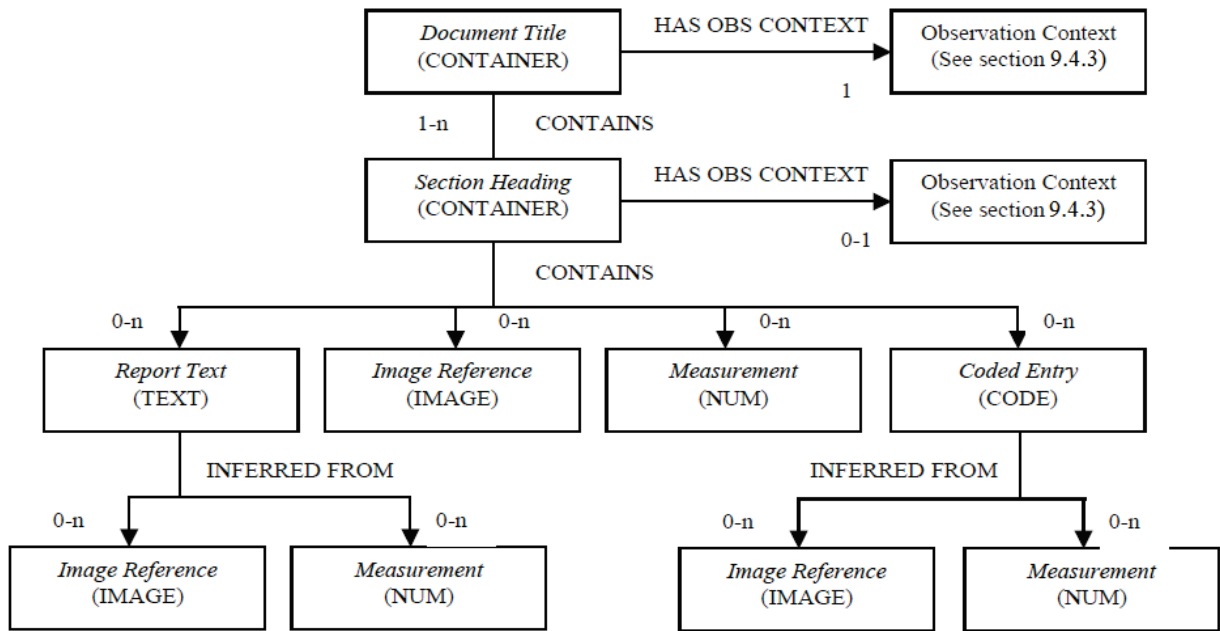 Document Title
(CONTAINER)
HAS OBS CONTEXT
Observation Context
(See section 9.4.3)
1
1-n
CONTAINS
Section Heading
(CONTAINER)
HAS OBS CONTEXT
Observation Context
(See section 9.4.3)
0-1
CONTAINS
0-n
0-n
0-n
0-n
Report Text
(TEXT)
Image Reference
(IMAGE)
Measurement
(NUM)
Coded Entry
(CODE)
INFERRED FROM
INFERRED FROM
0-n
0-n
0-n
0-n
Image Reference
(IMAGE)
Measurement
(NUM)
Image Reference
(IMAGE)
Measurement
(NUM)